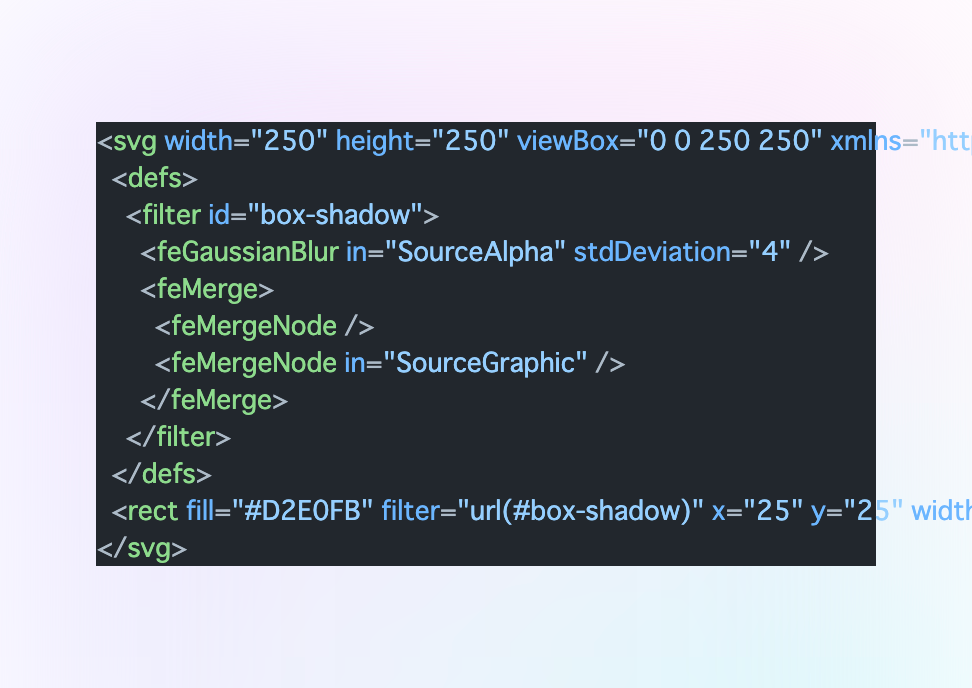 <svg width="250" height="250" viewBox="0 0 250 250" xmlns="http
<defs>
<filter id="box-shadow">
<feGaussianBlur in="SourceAlpha" stdDeviation="4" />
<feMerge>
<feMergeNode />
<feMergeNode in="SourceGraphic" />
</feMerge>
</filter>
</defs>
<rect fill="#D2E0FB" filter="url(#box-shadow)" x="25" y="25" width
</svg>